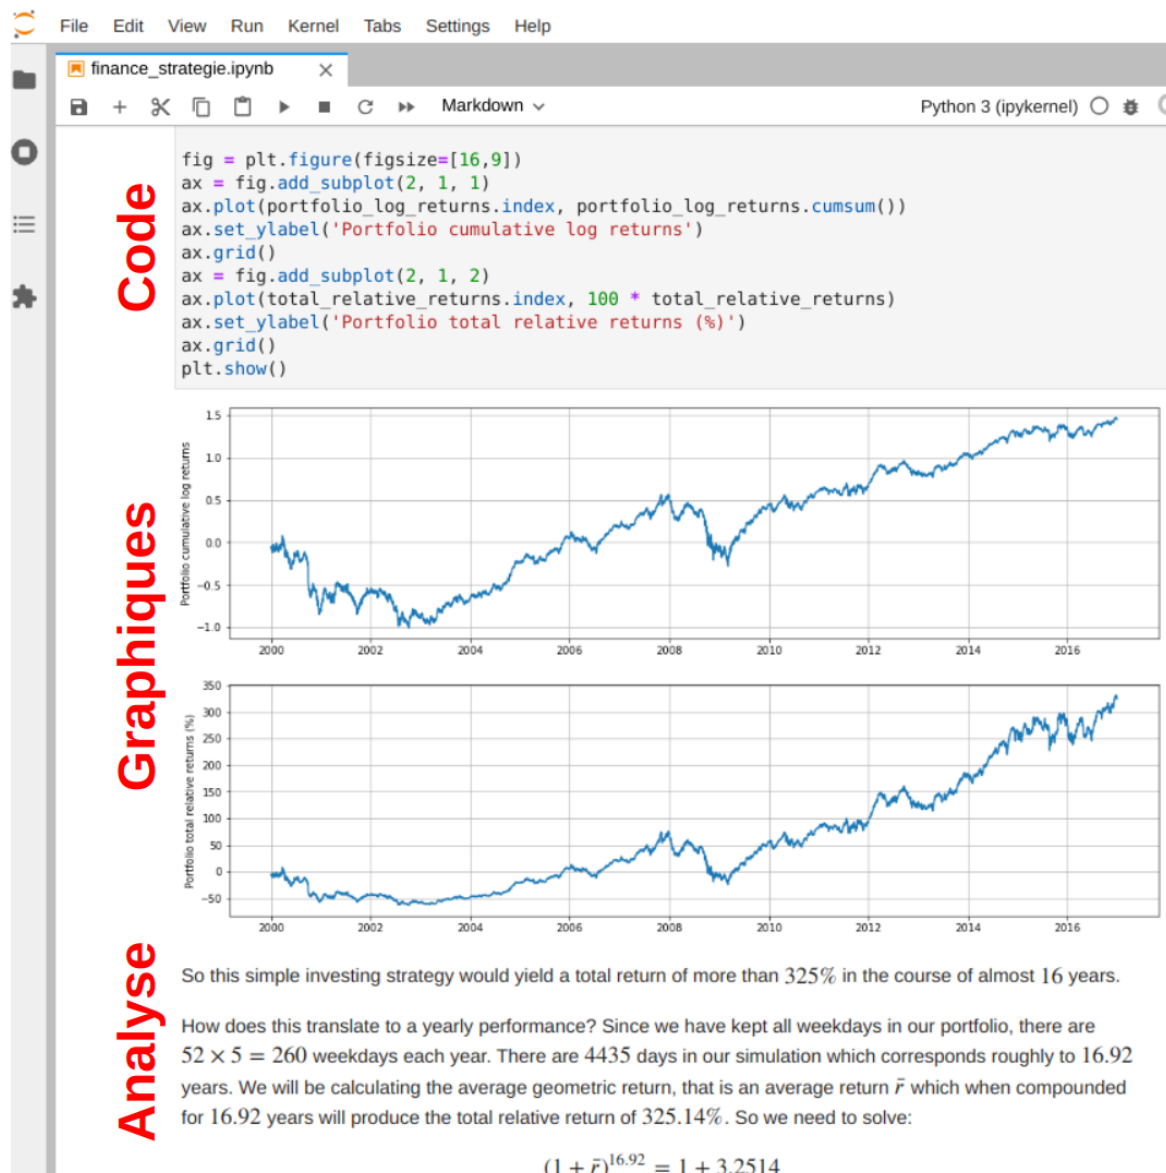 File Edit View Run Kernel Tabs Settings Help
finance_strategie.ipynb
Markdown
Python 3 (ipykernel)
Code
fig = plt.figure(figsize=[16,9])
ax = fig.add_subplot(2, 1, 1)
ax.plot(portfolio_log_returns.index, portfolio_log_returns.cumsum())
ax.set_ylabel('Portfolio cumulative log returns')
ax.grid()
ax = fig.add_subplot(2, 1, 2)
ax.plot(total_relative_returns.index, 100 * total_relative_returns)
ax.set_ylabel('Portfolio total relative returns (%)')
ax.grid()
plt.show()
Graphiques
Portfolio cumulative log returns
1.5
1.0
0.5
0.0
−0.5
−1.0
2000 2002 2004 2006 2008 2010 2012 2014 2016
Portfolio total relative returns (%)
350
300
250
200
150
100
50
0
−50
2000 2002 2004 2006 2008 2010 2012 2014 2016
Analyse
So this simple investing strategy would yield a total return of more than 325% in the course of almost 16 years.
How does this translate to a yearly performance? Since we have kept all weekdays in our portfolio, there are
52 × 5 = 260 weekdays each year. There are 4435 days in our simulation which corresponds roughly to 16.92
years. We will be calculating the average geometric return, that is an average return r̄ which when compounded
for 16.92 years will produce the total relative return of 325.14%. So we need to solve:
(1 + r̄)^16.92 = 1 + 3.2514